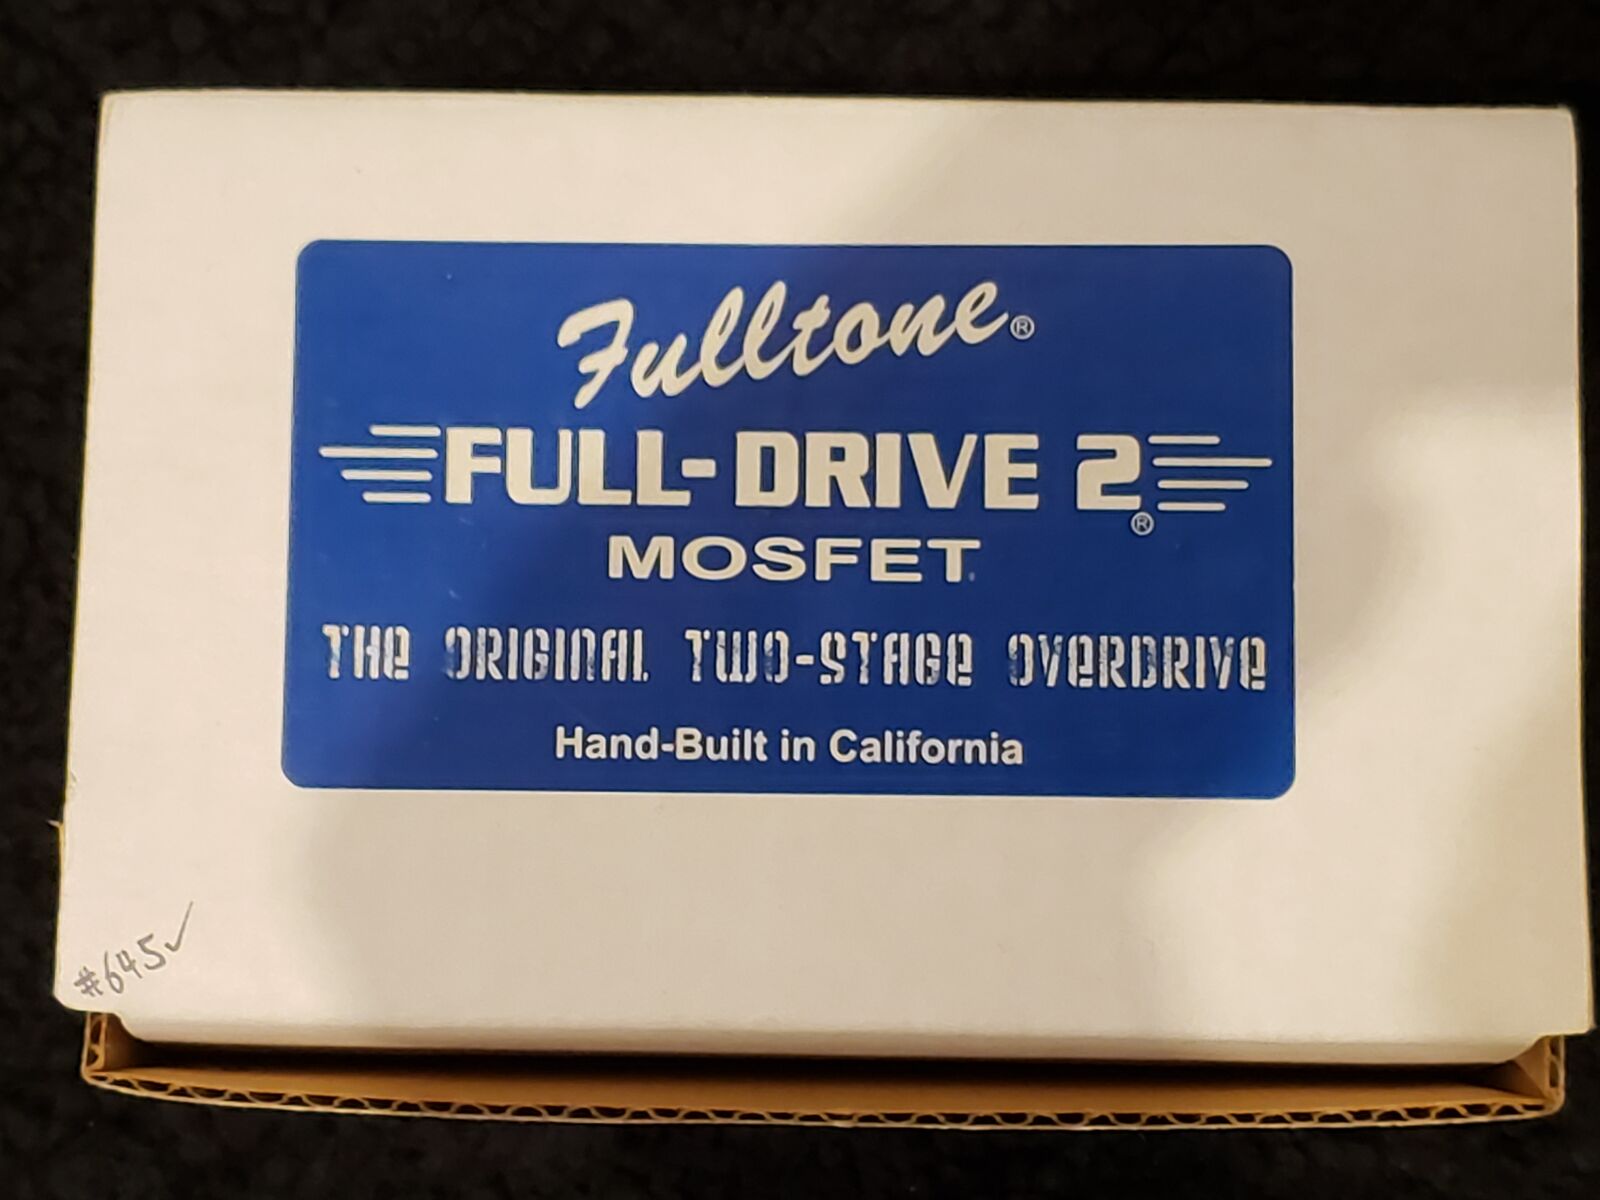 Fulltone®
FULL-DRIVE 2®
MOSFET
THE ORIGINAL TWO-STAGE OVERDRIVE
Hand-Built in California
#645✓